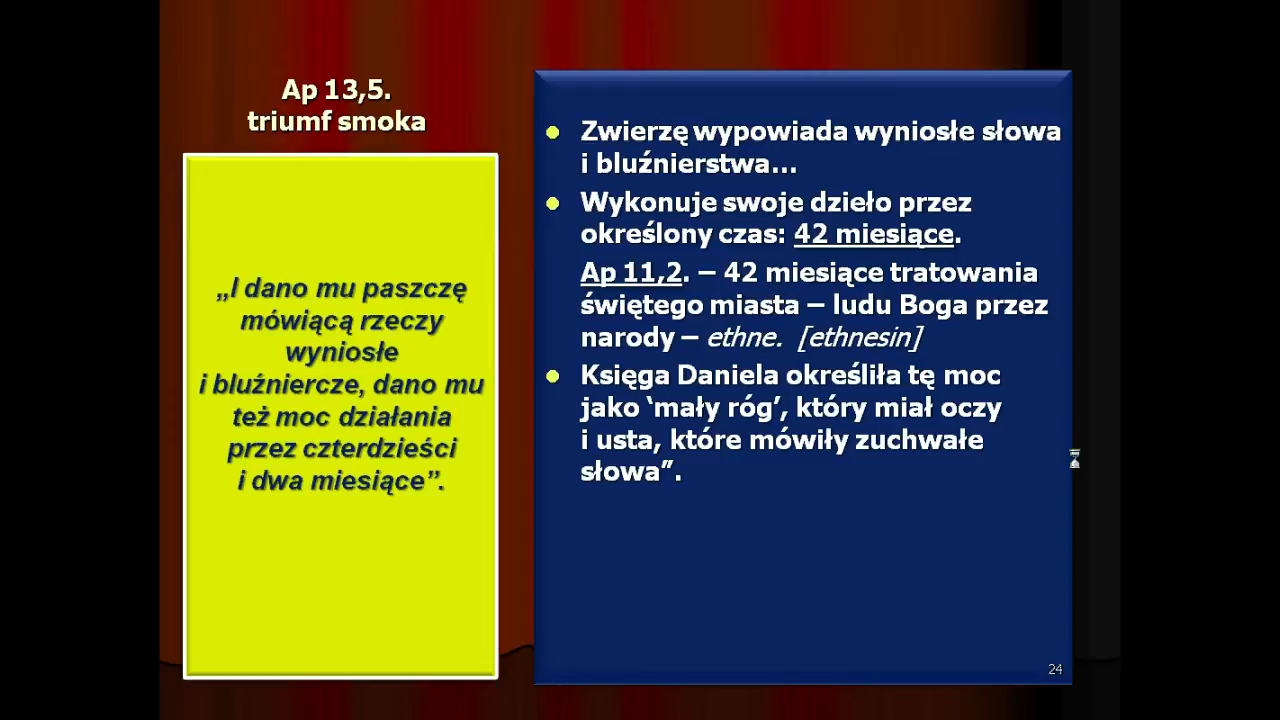 Ap 13,5.
triumf smoka
„I dano mu paszczę
mówiącą rzeczy
wyniosłe
i bluźniercze, dano mu
też moc działania
przez czterdzieści
i dwa miesiące”.
Zwierzę wypowiada wyniosłe słowa
i bluźnierstwa...
Wykonuje swoje dzieło przez
określony czas: 42 miesiące.
Ap 11,2. – 42 miesiące tratowania
świętego miasta – ludu Boga przez
narody – ethne. [ethnesin]
Księga Daniela określiła tę moc
jako ‘mały róg’, który miał oczy
i usta, które mówiły zuchwałe
słowa”.
24